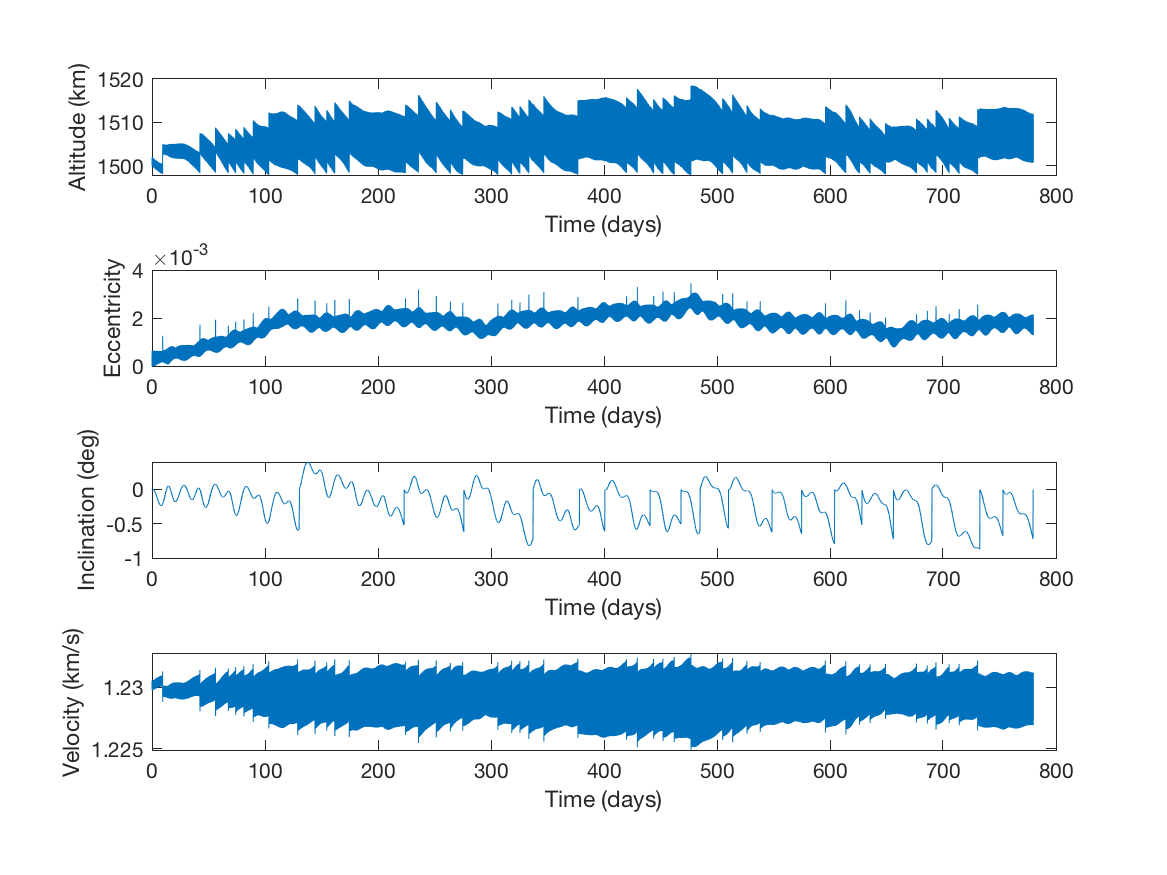 Altitude (km)
1520
1510
1500
0 100 200 300 400 500 600 700 800
Time (days)
Eccentricity
×10-3
4
2
0
0 100 200 300 400 500 600 700 800
Time (days)
Inclination (deg)
0
-0.5
-1
0 100 200 300 400 500 600 700 800
Time (days)
Velocity (km/s)
1.23
1.225
0 100 200 300 400 500 600 700 800
Time (days)